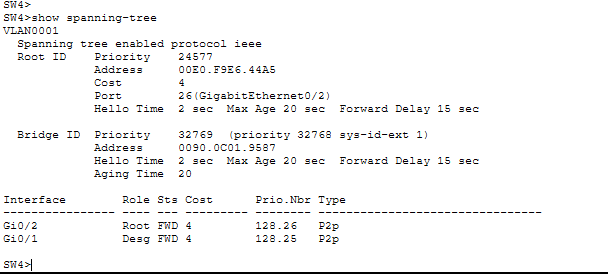 SW4>
SW4>show spanning-tree
VLAN0001
  Spanning tree enabled protocol ieee
  Root ID    Priority    24577
             Address     00E0.F9E6.44A5
             Cost        4
             Port        26(GigabitEthernet0/2)
             Hello Time  2 sec  Max Age 20 sec  Forward Delay 15 sec

  Bridge ID  Priority    32769  (priority 32768 sys-id-ext 1)
             Address     0090.0C01.9587
             Hello Time  2 sec  Max Age 20 sec  Forward Delay 15 sec
             Aging Time  20

Interface        Role Sts Cost      Prio.Nbr Type
---------------- ---- --- --------- -------- --------------------------------
Gi0/2            Root FWD 4         128.26   P2p
Gi0/1            Desg FWD 4         128.25   P2p

SW4>